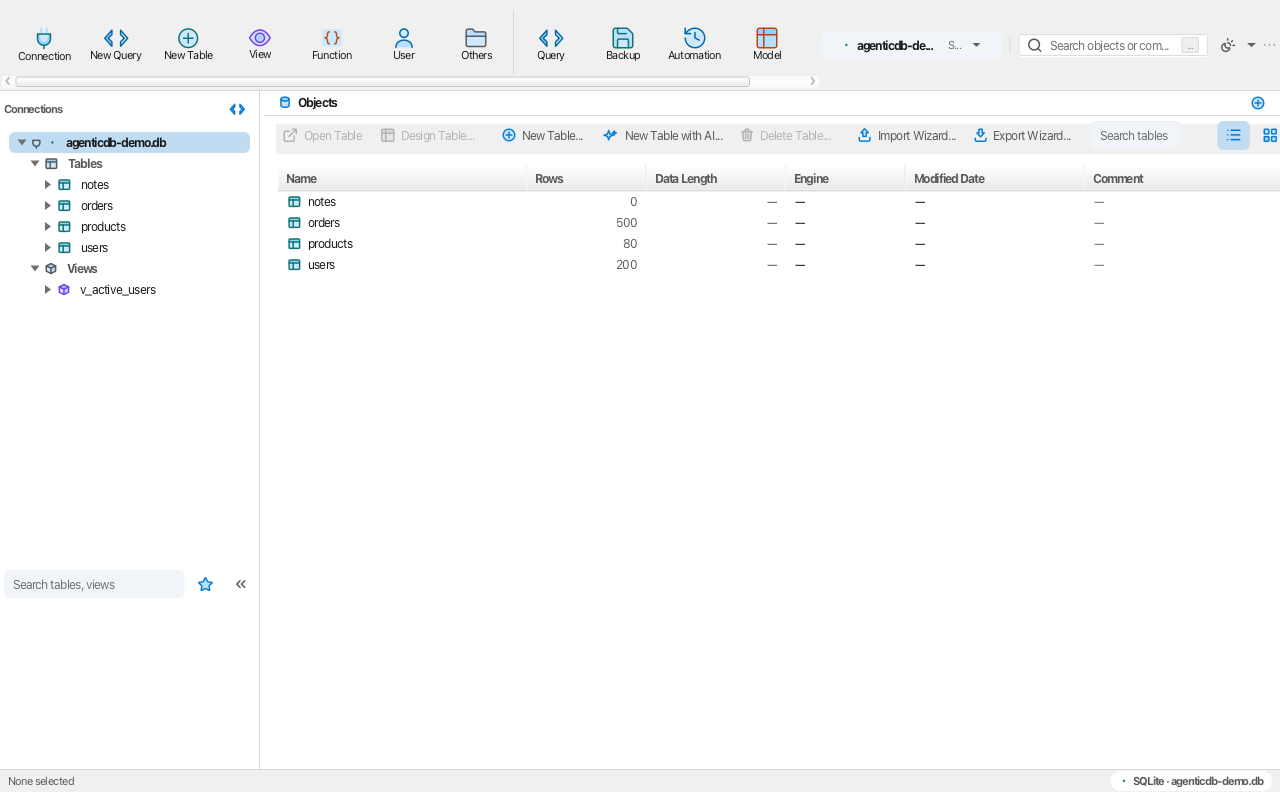 Connection
New Query
New Table
View
Function
User
Others
Query
Backup
Automation
Model
agenticdb-de...
S...
Search objects or com...
...
Connections
Objects
agenticdb-demo.db
Tables
notes
orders
products
users
Views
v_active_users
Search tables, views
Open Table
Design Table...
New Table...
New Table with AI...
Delete Table...
Import Wizard...
Export Wizard...
Search tables
Name Rows Data Length Engine Modified Date Comment
notes 0 — — — —
orders 500 — — — —
products 80 — — — —
users 200 — — — —
None selected
SQLite · agenticdb-demo.db